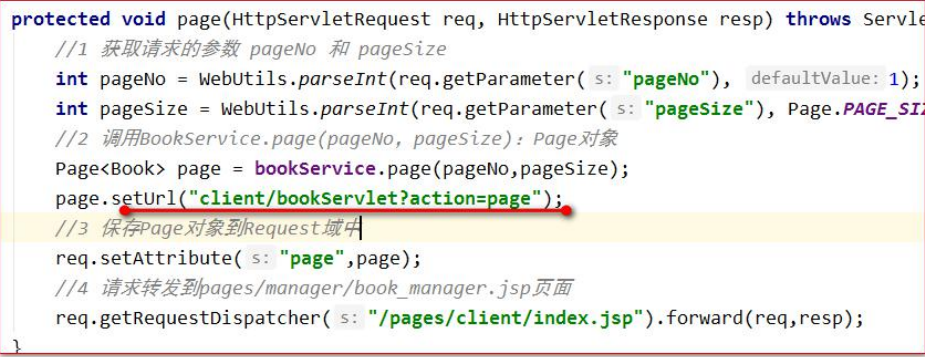 protected void page(HttpServletRequest req, HttpServletResponse resp) throws Servle
//1 获取请求的参数 pageNo 和 pageSize
int pageNo = WebUtils.parseInt(req.getParameter( s: "pageNo"), defaultValue: 1);
int pageSize = WebUtils.parseInt(req.getParameter( s: "pageSize"), Page.PAGE_SIZ
//2 调用BookService.page(pageNo，pageSize)：Page对象
Page<Book> page = bookService.page(pageNo,pageSize);
page.setUrl("client/bookServlet?action=page");
//3 保存Page对象到Request域中
req.setAttribute( s: "page",page);
//4 请求转发到pages/manager/book_manager.jsp页面
req.getRequestDispatcher( s: "/pages/client/index.jsp").forward(req,resp);
}